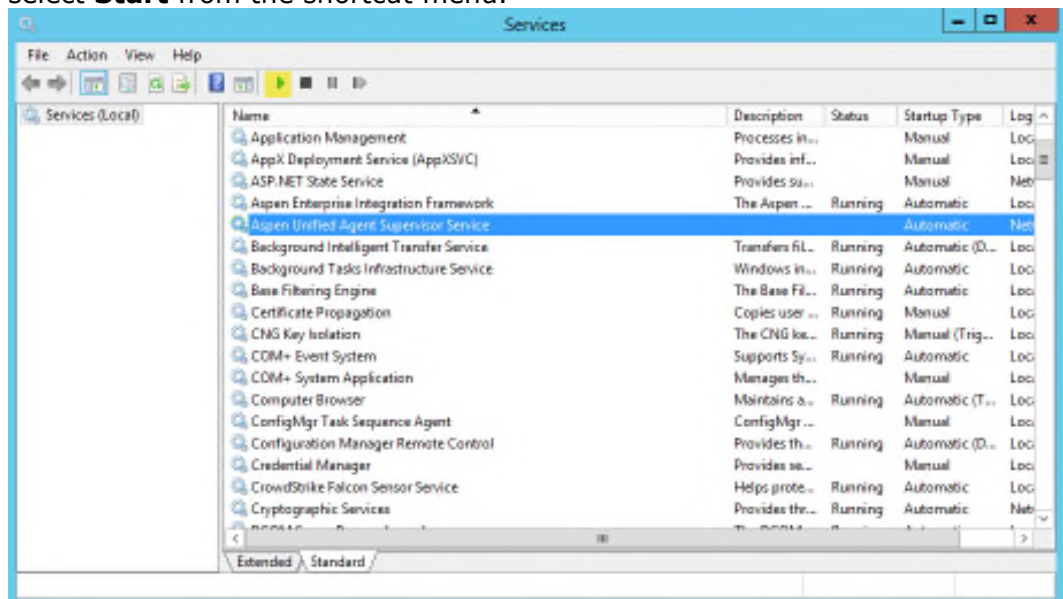 select Start from the shortcut menu.
Services
File Action View Help
Services (Local)
Name Description Status Startup Type Log
Application Management Processes in... Manual Loc
AppX Deployment Service (AppXSVC) Provides inf... Manual Loc
ASP.NET State Service Provides su... Manual Net
Aspen Enterprise Integration Framework The Aspen ... Running Automatic Loc
Aspen Unified Agent Supervisor Service Automatic Net
Background Intelligent Transfer Service Transfers fil... Running Automatic (D... Loc
Background Tasks Infrastructure Service Windows in... Running Automatic Loc
Base Filtering Engine The Base Fil... Running Automatic Loc
Certificate Propagation Copies user ... Running Manual Loc
CNG Key Isolation The CNG ke... Running Manual (Trig... Loc
COM+ Event System Supports Sy... Running Automatic Loc
COM+ System Application Manages th... Manual Loc
Computer Browser Maintains a... Running Automatic (T... Loc
ConfigMgr Task Sequence Agent ConfigMgr ... Manual Loc
Configuration Manager Remote Control Provides th... Running Automatic (D... Loc
Credential Manager Provides se... Manual Loc
CrowdStrike Falcon Sensor Service Helps prote... Running Automatic Loc
Cryptographic Services Provides thr... Running Automatic Net
Extended Standard